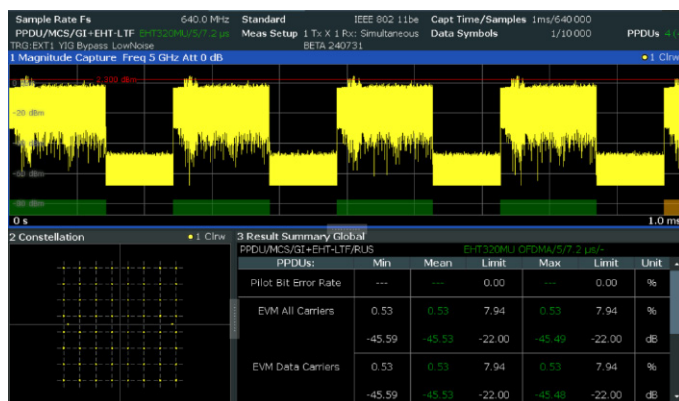 Sample Rate Fs 640.0 MHz Standard IEEE 802 11be Capt Time/Samples 1ms/640 000
PPDU/MCS/GI+EHT-LTF EHT320MU/5/7.2 µs Meas Setup 1 Tx X 1 Rx: Simultaneous Data Symbols 1/10 000 PPDUs
TRG:EXT1 YIG Bypass LowNoise BETA 240731
1 Magnitude Capture Freq 5 GHz Att 0 dB 1 Clrw
2.300 dBm
-20 dBm
0 s 1.0 ms
2 Constellation 1 Clrw 3 Result Summary Global
PPDU/MCS/GI+EHT-LTF/RUS EHT320MU OFDMA/5/7.2 µs/-
PPDUs: Min Mean Limit Max Limit Unit
Pilot Bit Error Rate --- --- 0.00 --- 0.00 %
EVM All Carriers 0.53 0.53 7.94 0.53 7.94 %
-45.59 -45.53 -22.00 -45.49 -22.00 dB
EVM Data Carriers 0.53 0.53 7.94 0.53 7.94 %
-45.59 -45.53 -22.00 -45.48 -22.00 dB